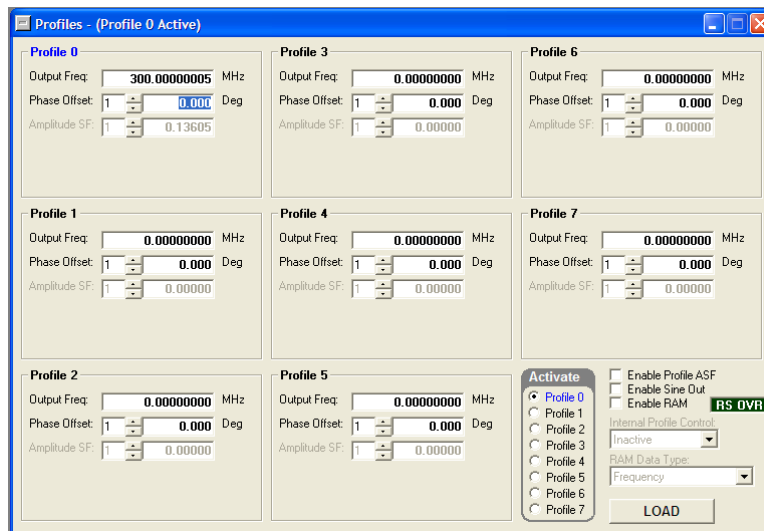 Profiles - (Profile 0 Active)
Profile 0
Output Freq: 300.00000005 MHz
Phase Offset: 1 0.000 Deg
Amplitude SF: 1 0.13605
Profile 3
Output Freq: 0.00000000 MHz
Phase Offset: 1 0.000 Deg
Amplitude SF: 1 0.00000
Profile 6
Output Freq: 0.00000000 MHz
Phase Offset: 1 0.000 Deg
Amplitude SF: 1 0.00000
Profile 1
Output Freq: 0.00000000 MHz
Phase Offset: 1 0.000 Deg
Amplitude SF: 1 0.00000
Profile 4
Output Freq: 0.00000000 MHz
Phase Offset: 1 0.000 Deg
Amplitude SF: 1 0.00000
Profile 7
Output Freq: 0.00000000 MHz
Phase Offset: 1 0.000 Deg
Amplitude SF: 1 0.00000
Profile 2
Output Freq: 0.00000000 MHz
Phase Offset: 1 0.000 Deg
Amplitude SF: 1 0.00000
Profile 5
Output Freq: 0.00000000 MHz
Phase Offset: 1 0.000 Deg
Amplitude SF: 1 0.00000
Activate
Profile 0
Profile 1
Profile 2
Profile 3
Profile 4
Profile 5
Profile 6
Profile 7
Enable Profile ASF
Enable Sine Out
Enable RAM RS OVR
Internal Profile Control:
Inactive
RAM Data Type:
Frequency
LOAD